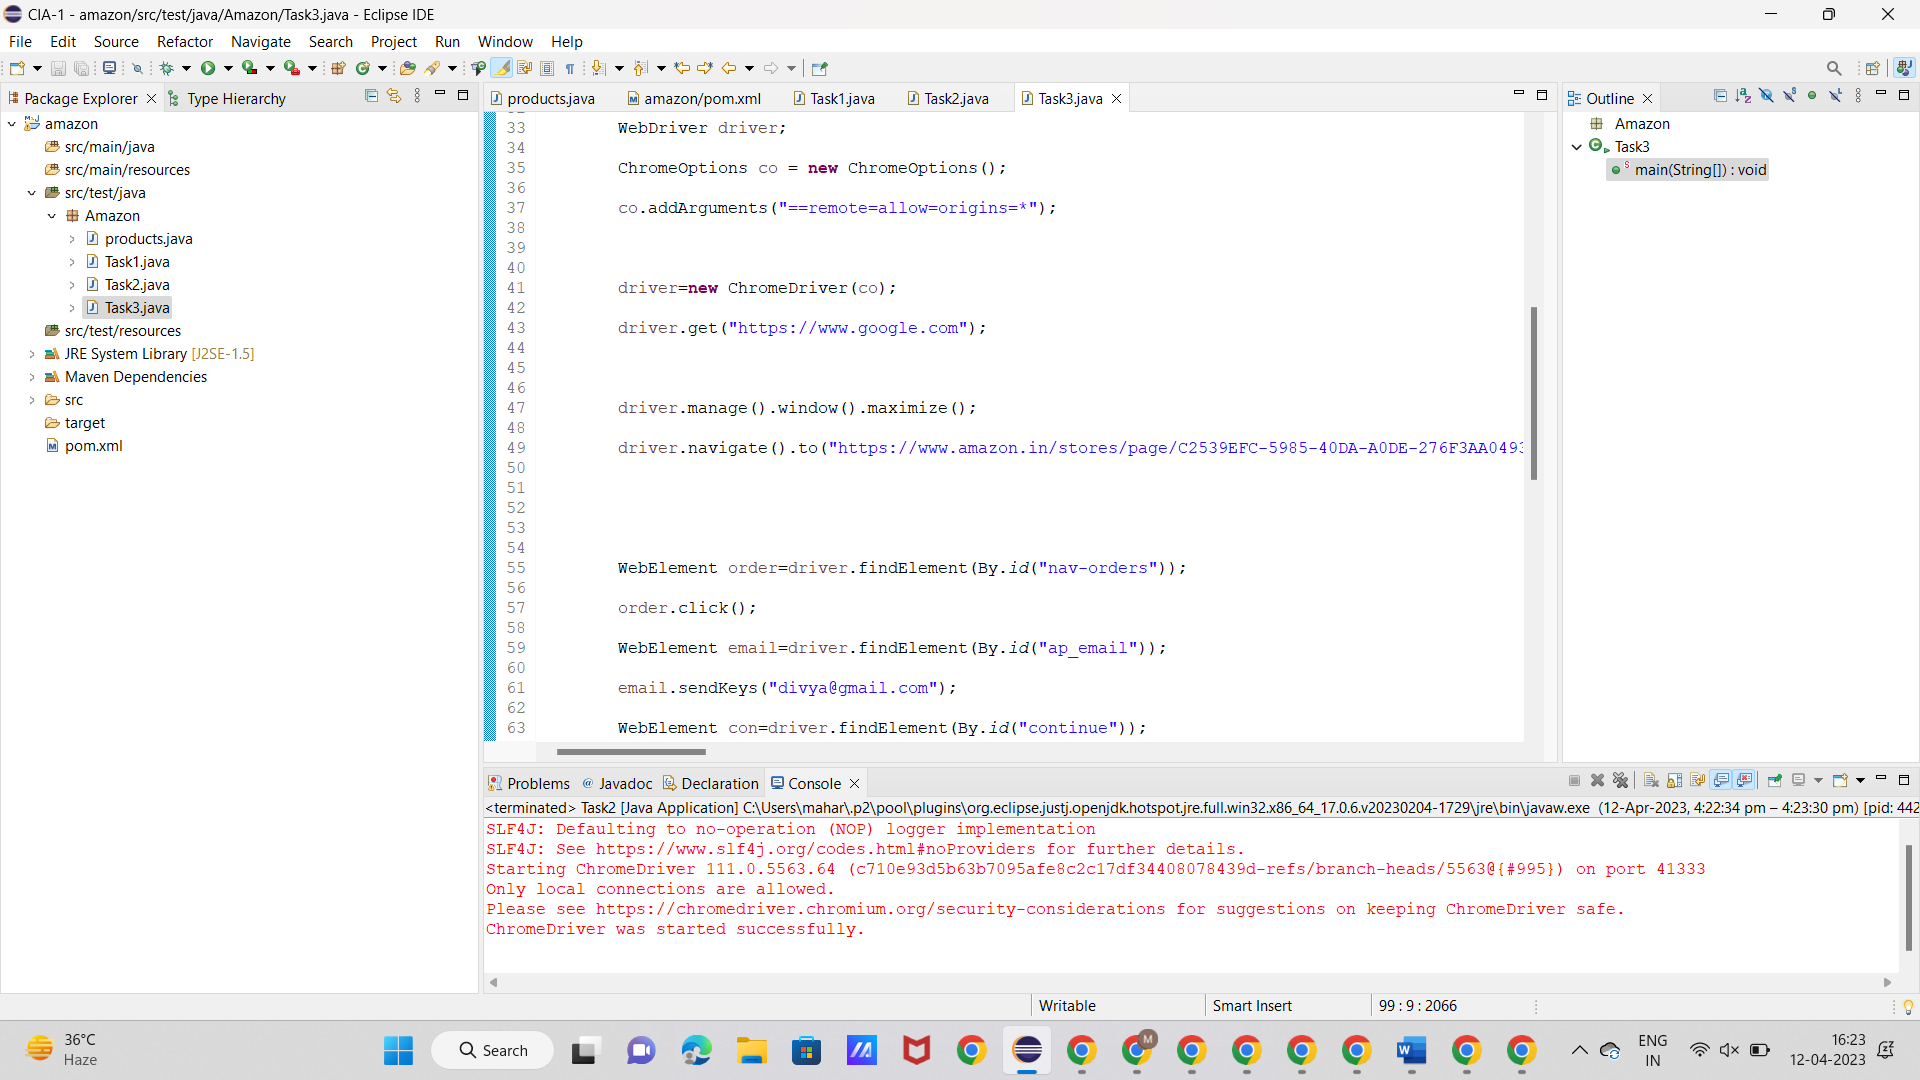 CIA-1 - amazon/src/test/java/Amazon/Task3.java - Eclipse IDE
File Edit Source Refactor Navigate Search Project Run Window Help
Package Explorer Type Hierarchy
amazon
src/main/java
src/main/resources
src/test/java
Amazon
products.java
Task1.java
Task2.java
Task3.java
src/test/resources
JRE System Library [J2SE-1.5]
Maven Dependencies
src
target
pom.xml
products.java amazon/pom.xml Task1.java Task2.java Task3.java
33 WebDriver driver;
34
35 ChromeOptions co = new ChromeOptions();
36
37 co.addArguments("==remote=allow=origins=*");
38
39
40
41 driver=new ChromeDriver(co);
42
43 driver.get("https://www.google.com");
44
45
46
47 driver.manage().window().maximize();
48
49 driver.navigate().to("https://www.amazon.in/stores/page/C2539EFC-5985-40DA-A0DE-276F3AA0493
50
51
52
53
54
55 WebElement order=driver.findElement(By.id("nav-orders"));
56
57 order.click();
58
59 WebElement email=driver.findElement(By.id("ap_email"));
60
61 email.sendKeys("divya@gmail.com");
62
63 WebElement con=driver.findElement(By.id("continue"));
Outline
Amazon
Task3
main(String[]) : void
Problems Javadoc Declaration Console
<terminated> Task2 [Java Application] C:\Users\mahar\.p2\pool\plugins\org.eclipse.justj.openjdk.hotspot.jre.full.win32.x86_64_17.0.6.v20230204-1729\jre\bin\javaw.exe (12-Apr-2023, 4:22:34 pm – 4:23:30 pm) [pid: 442
SLF4J: Defaulting to no-operation (NOP) logger implementation
SLF4J: See https://www.slf4j.org/codes.html#noProviders for further details.
Starting ChromeDriver 111.0.5563.64 (c710e93d5b63b7095afe8c2c17df34408078439d-refs/branch-heads/5563@{#995}) on port 41333
Only local connections are allowed.
Please see https://chromedriver.chromium.org/security-considerations for suggestions on keeping ChromeDriver safe.
ChromeDriver was started successfully.
Writable Smart Insert 99 : 9 : 2066
36°C
Haze
Search
M
ENG
IN
16:23
12-04-2023